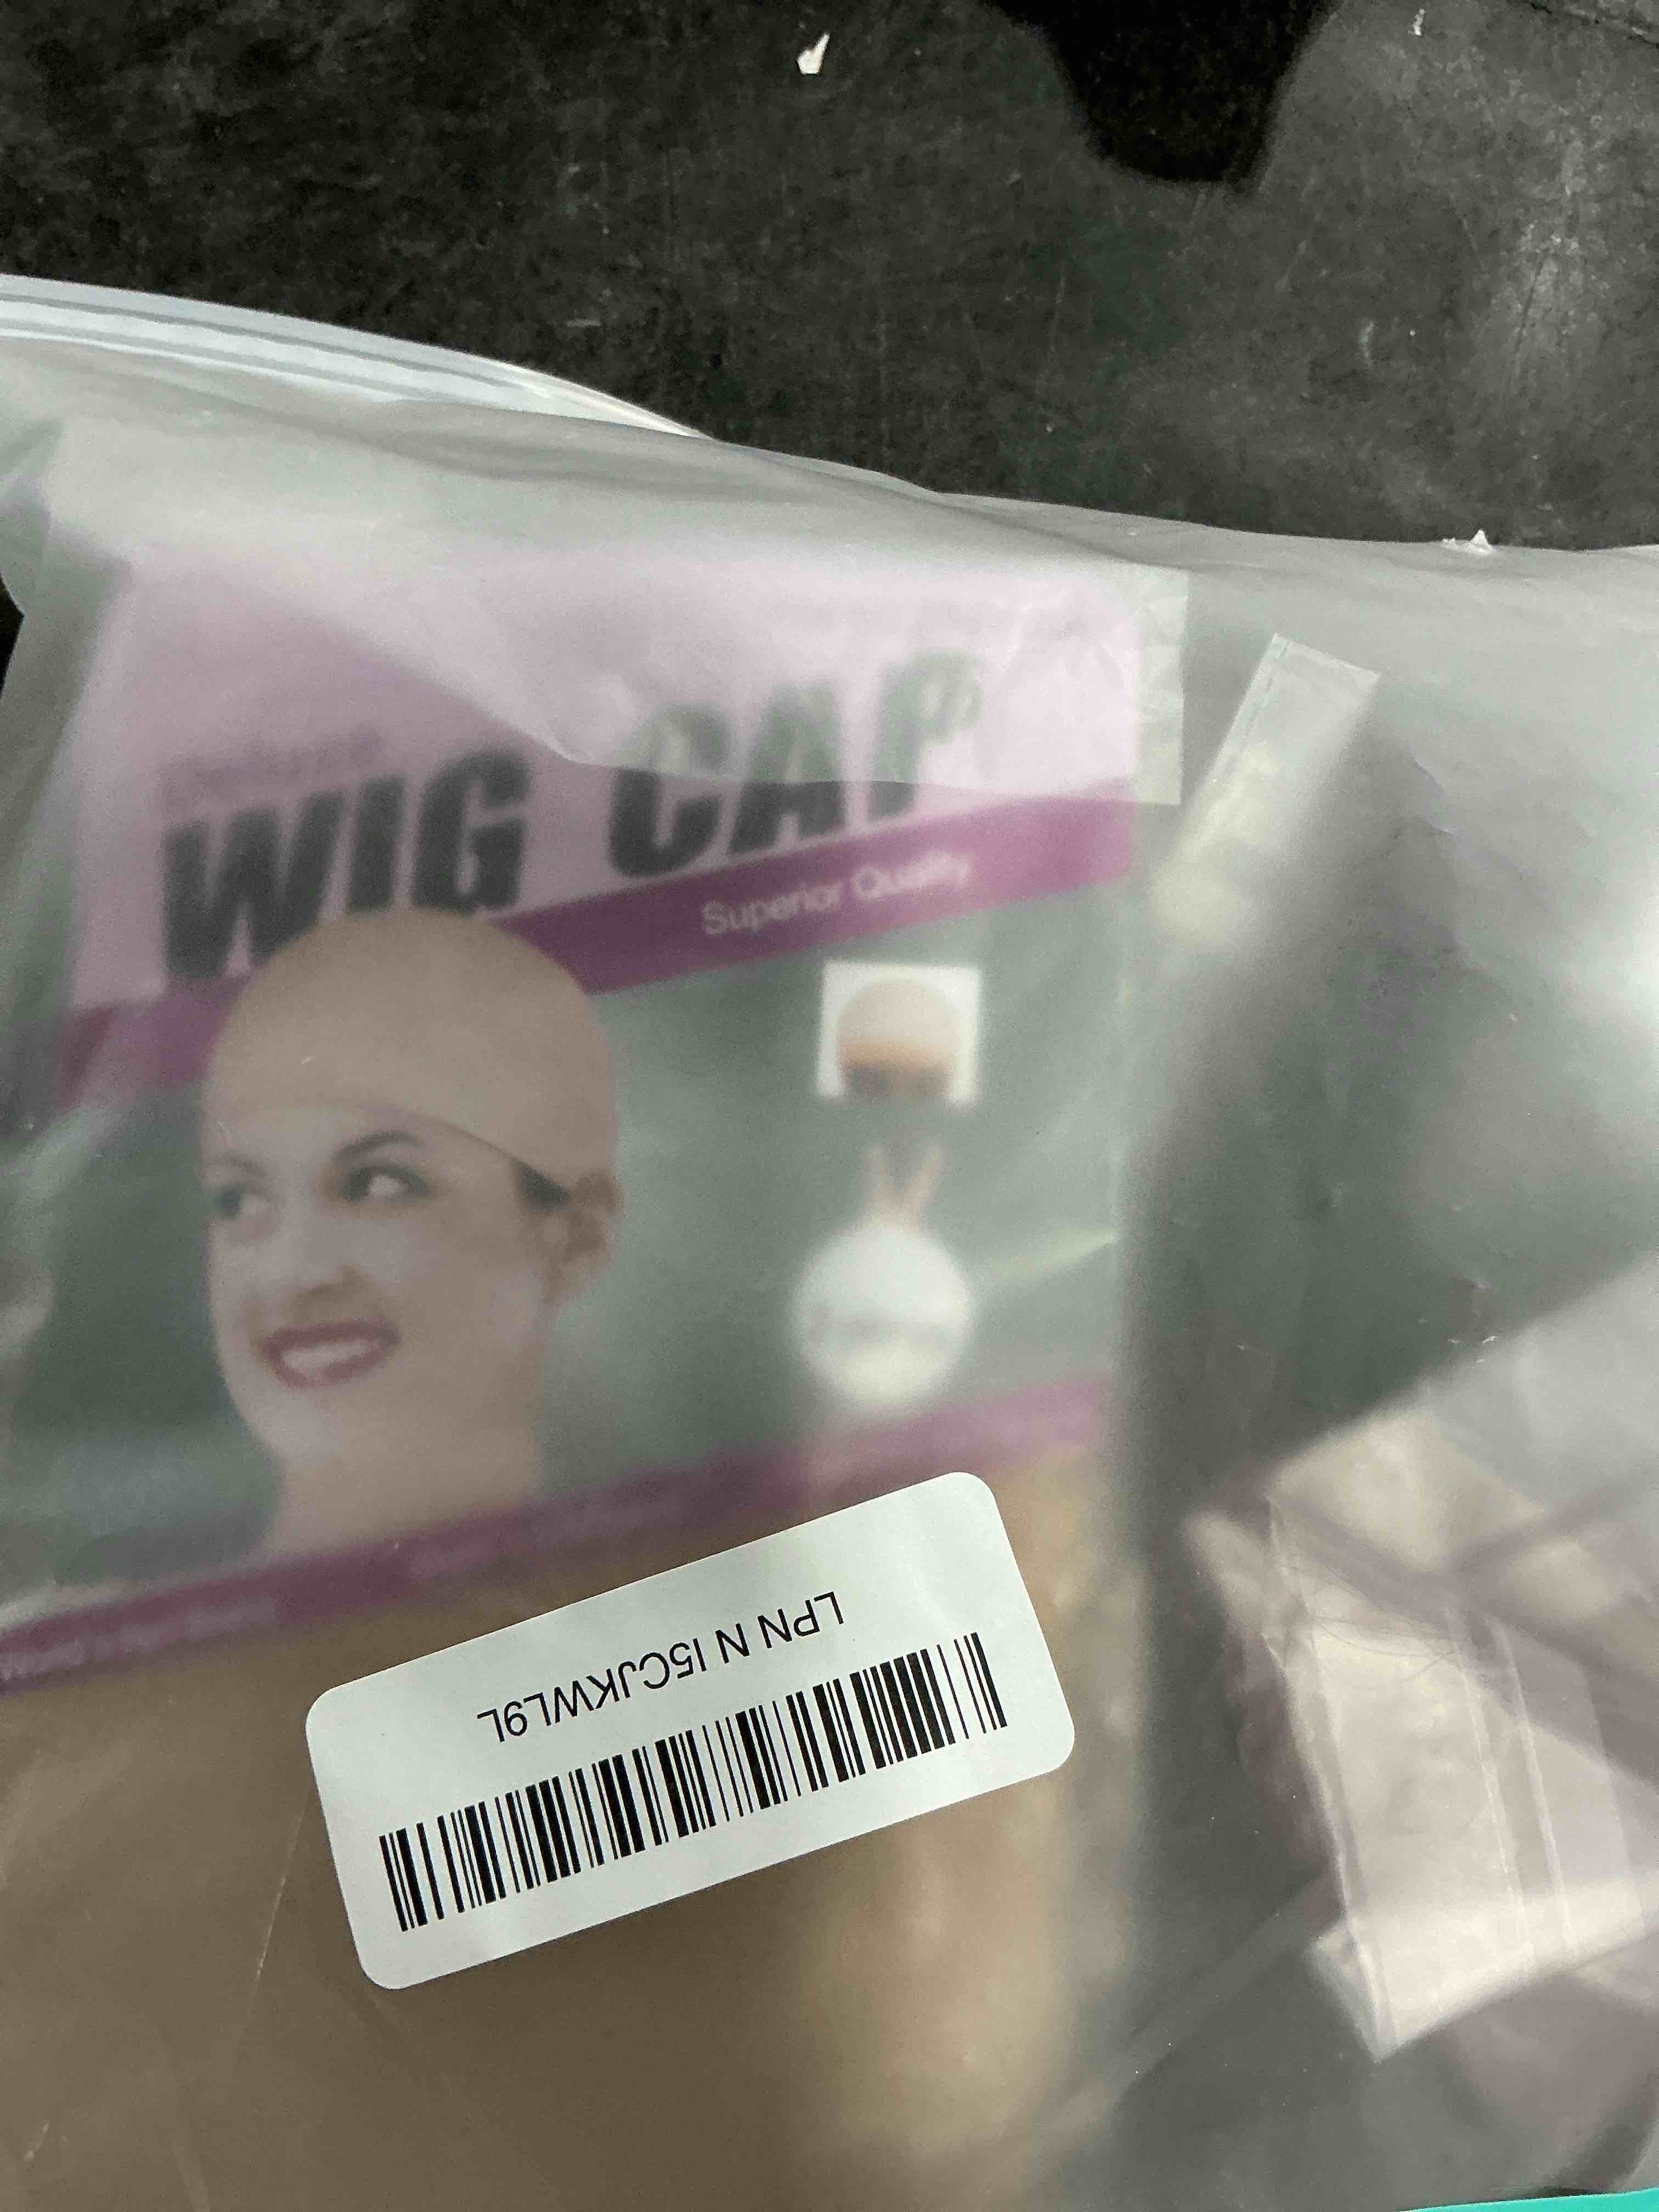 WIG CAP
Superior Quality
LPN N I5CJKWL9L